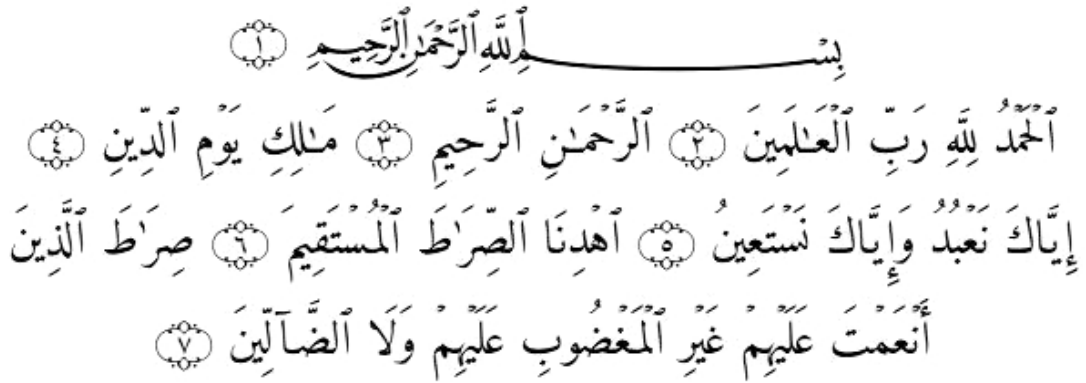 بِسْمِ ٱللَّهِ ٱلرَّحْمَـٰنِ ٱلرَّحِيمِ ١
ٱلْحَمْدُ لِلَّهِ رَبِّ ٱلْعَـٰلَمِينَ ٢ ٱلرَّحْمَـٰنِ ٱلرَّحِيمِ ٣ مَـٰلِكِ يَوْمِ ٱلدِّينِ ٤
إِيَّاكَ نَعْبُدُ وَإِيَّاكَ نَسْتَعِينُ ٥ ٱهْدِنَا ٱلصِّرَٰطَ ٱلْمُسْتَقِيمَ ٦ صِرَٰطَ ٱلَّذِينَ
أَنْعَمْتَ عَلَيْهِمْ غَيْرِ ٱلْمَغْضُوبِ عَلَيْهِمْ وَلَا ٱلضَّآلِّينَ ٧